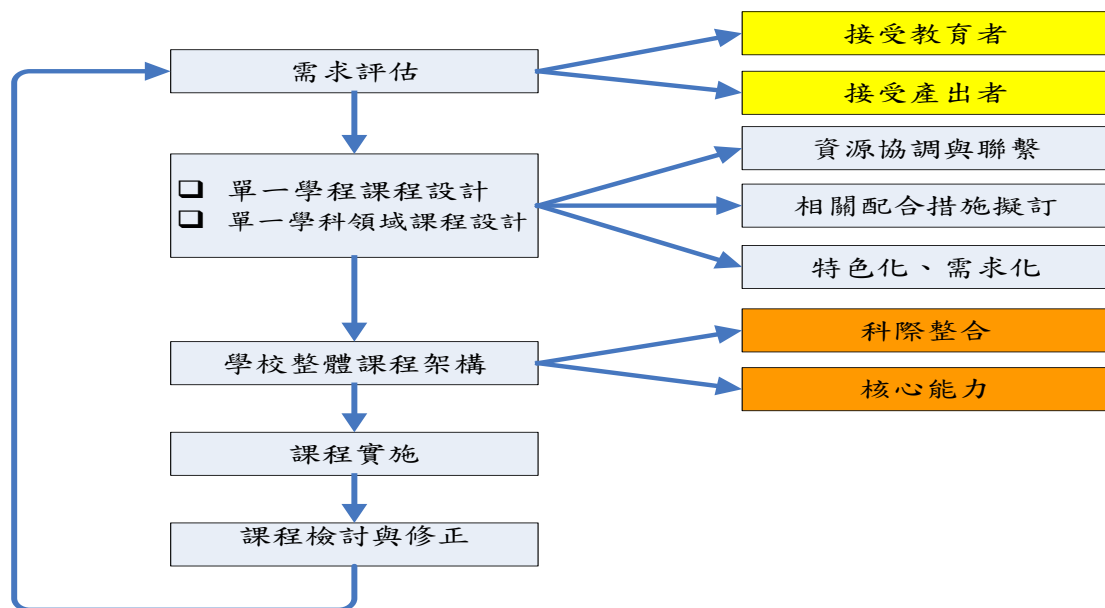 接受教育者
需求評估
接受產出者
資源協調與聯繫
單一學程課程設計
單一學科領域課程設計
相關配合措施擬訂
特色化、需求化
科際整合
學校整體課程架構
核心能力
課程實施
課程檢討與修正